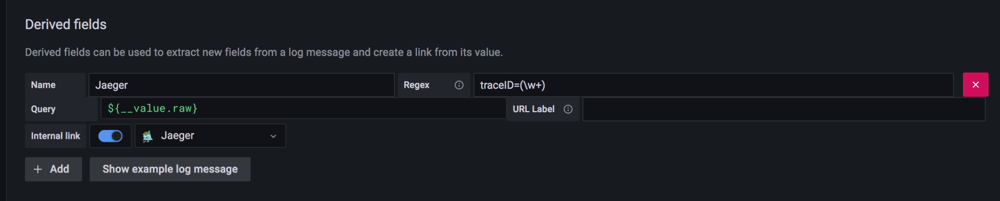 Derived fields
Derived fields can be used to extract new fields from a log message and create a link from its value.
Name Jaeger Regex traceID=(\w+)
Query ${__value.raw} URL Label
Internal link Jaeger
+ Add Show example log message